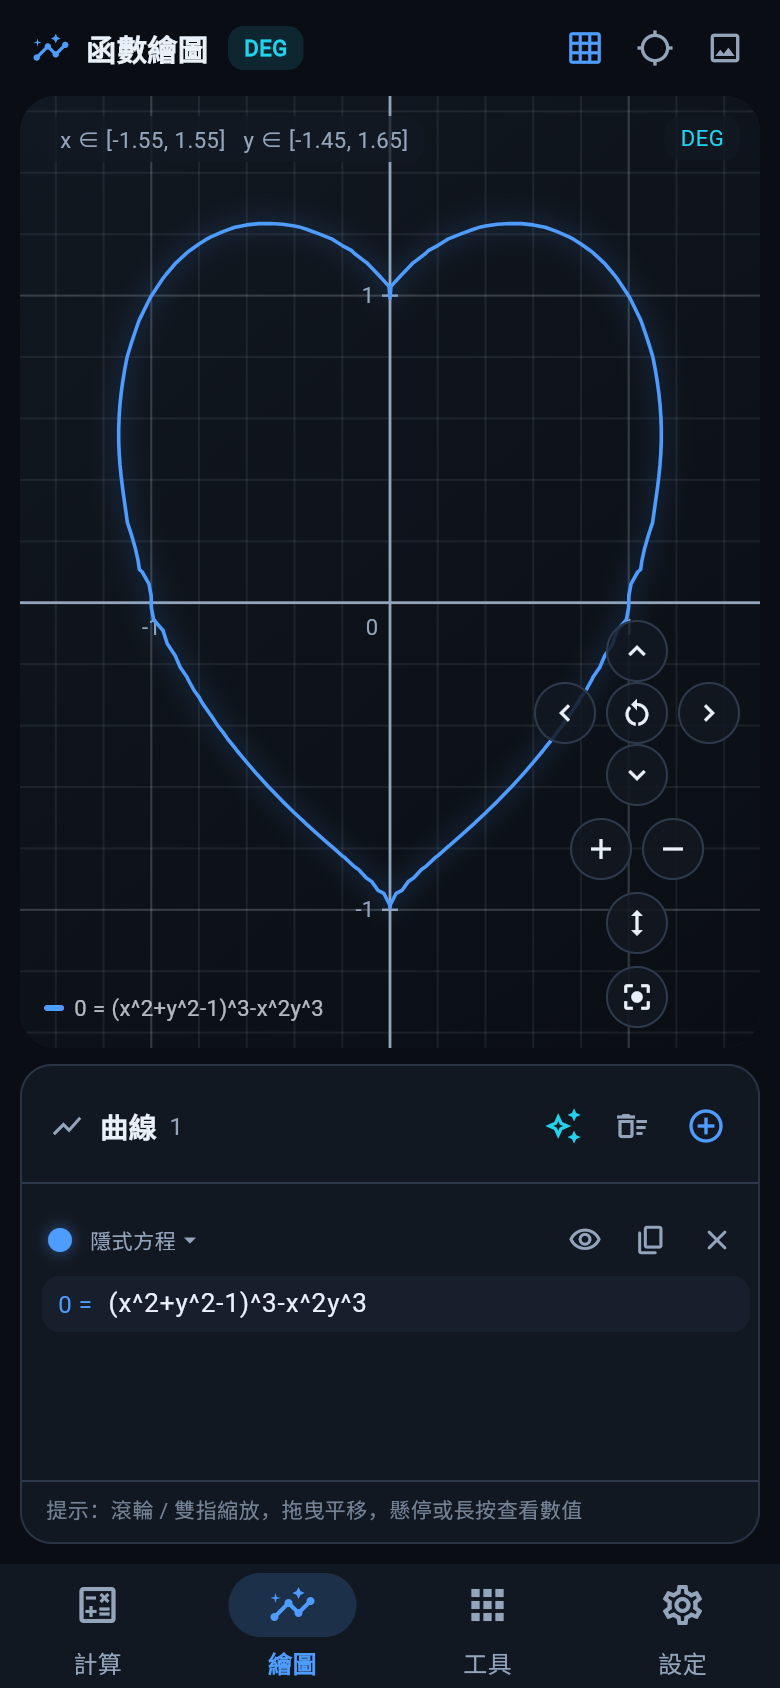 函數繪圖 DEG
x ∈ [-1.55, 1.55] y ∈ [-1.45, 1.65] DEG
1
-1 0
-1
0 = (x^2+y^2-1)^3-x^2y^3
曲線 1
隱式方程
0 = (x^2+y^2-1)^3-x^2y^3
提示：滾輪 / 雙指縮放，拖曳平移，懸停或長按查看數值
計算 繪圖 工具 設定